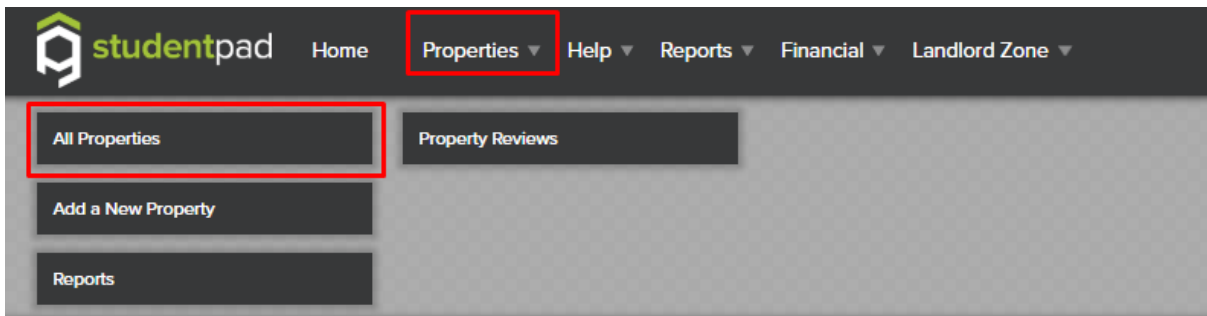 studentpad Home Properties Help Reports Financial Landlord Zone
All Properties Property Reviews
Add a New Property
Reports